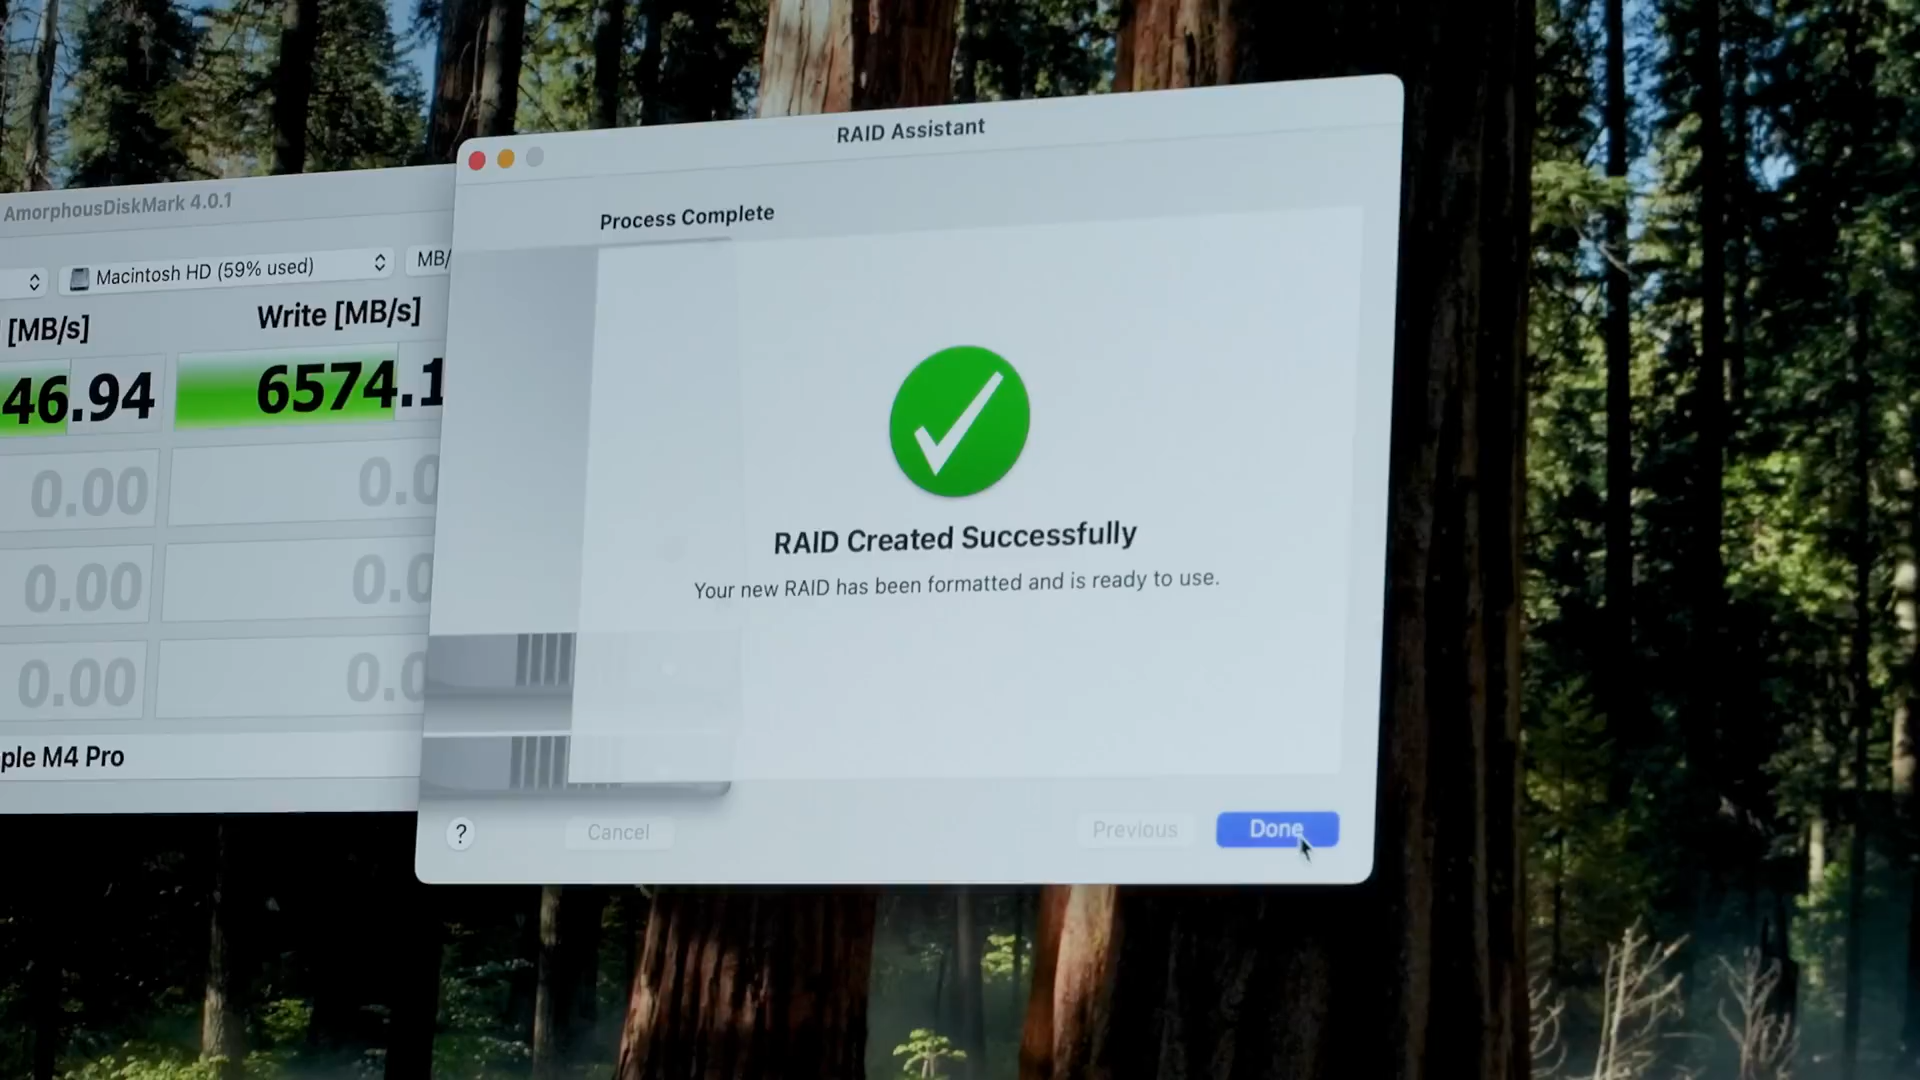 RAID Assistant
Process Complete
RAID Created Successfully
Your new RAID has been formatted and is ready to use.
?
Cancel
Previous
Done
AmorphousDiskMark 4.0.1
Macintosh HD (59% used)
MB/
[MB/s]
Write [MB/s]
46.94
6574.1
0.00
0.0
0.00
0.0
0.00
0.0
ple M4 Pro